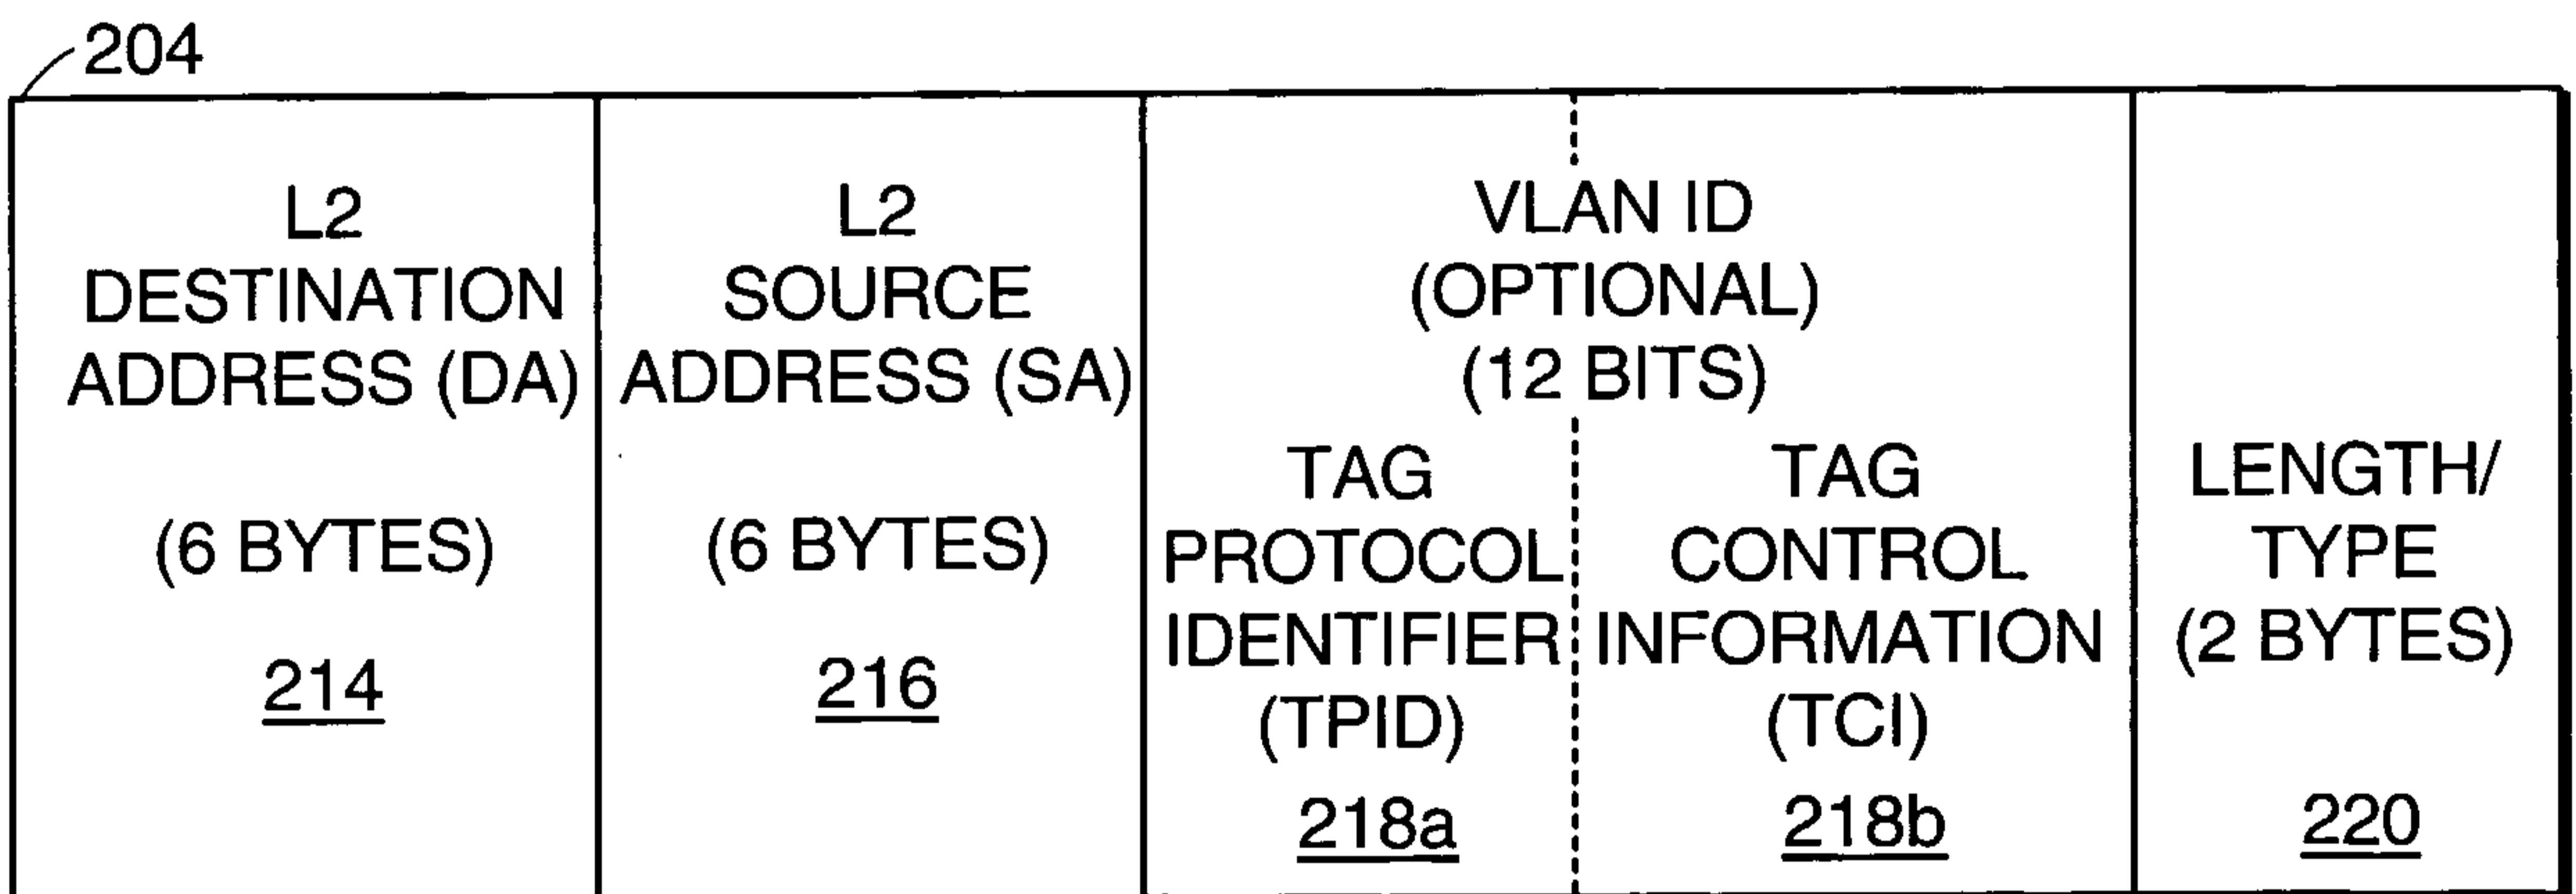 204
L2
DESTINATION
ADDRESS (DA)
(6 BYTES)
214
L2
SOURCE
ADDRESS (SA)
(6 BYTES)
216
VLAN ID
(OPTIONAL)
(12 BITS)
TAG
PROTOCOL
IDENTIFIER
(TPID)
218a
TAG
CONTROL
INFORMATION
(TCI)
218b
LENGTH/
TYPE
(2 BYTES)
220